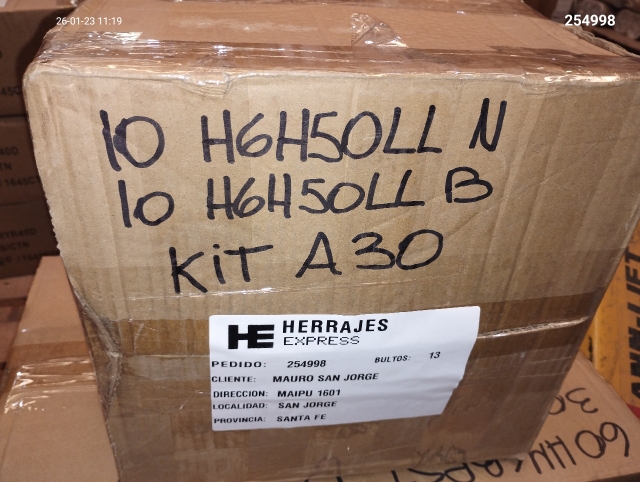 26-01-23 11:19
254998
10 H6H50LL N
10 H6H50LL B
KiT A30
HE HERRAJES
EXPRESS
PEDIDO: 254998 BULTOS: 13
CLIENTE: MAURO SAN JORGE
DIRECCION: MAIPU 1601
LOCALIDAD: SAN JORGE
PROVINCIA: SANTA FE